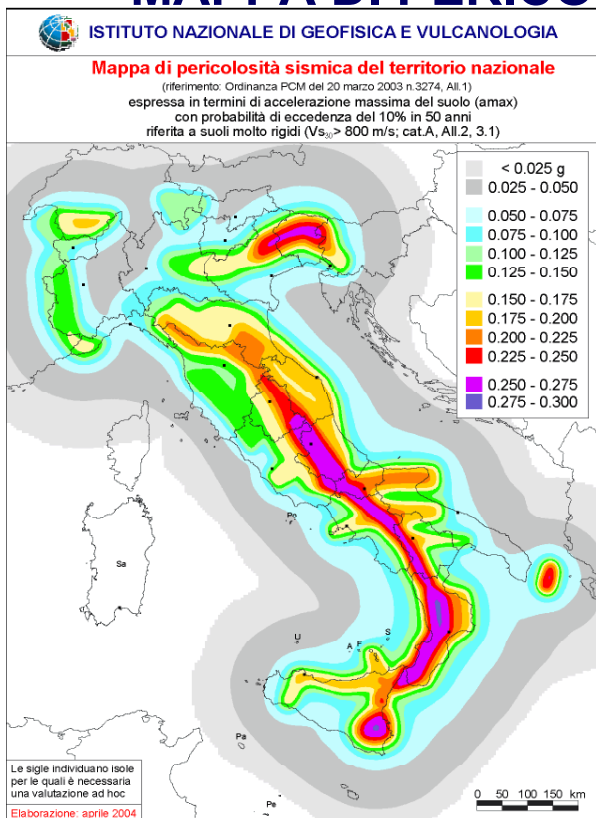 MAPPA DI PERICO
ISTITUTO NAZIONALE DI GEOFISICA E VULCANOLOGIA
Mappa di pericolosità sismica del territorio nazionale
(riferimento: Ordinanza PCM del 20 marzo 2003 n.3274, All.1)
espressa in termini di accelerazione massima del suolo (amax)
con probabilità di eccedenza del 10% in 50 anni
riferita a suoli molto rigidi (Vs30> 800 m/s; cat.A, All.2, 3.1)
< 0.025 g
0.025 - 0.050
0.050 - 0.075
0.075 - 0.100
0.100 - 0.125
0.125 - 0.150
0.150 - 0.175
0.175 - 0.200
0.200 - 0.225
0.225 - 0.250
0.250 - 0.275
0.275 - 0.300
Po
Sa
U
A
F
S
Pa
Pe
Le sigle individuano isole
per le quali è necessaria
una valutazione ad hoc
Elaborazione: aprile 2004
0 50 100 150 km